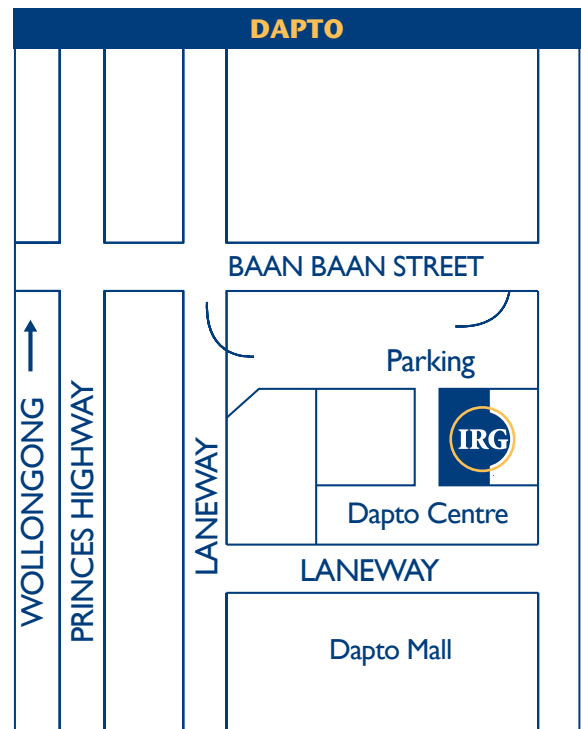 DAPTO
BAAN BAAN STREET
Parking
IRG
WOLLONGONG
PRINCES HIGHWAY
LANEWAY
Dapto Centre
LANEWAY
Dapto Mall